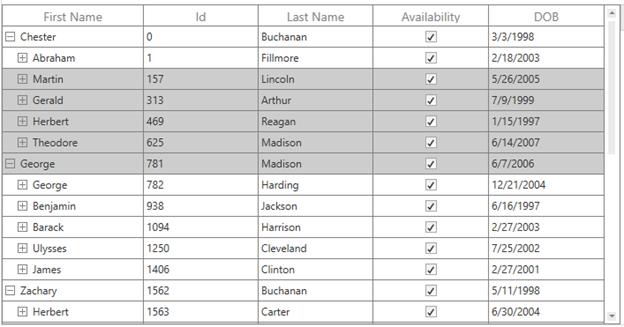 First Name Id Last Name Availability DOB
Chester 0 Buchanan 3/3/1998
Abraham 1 Fillmore 2/18/2003
Martin 157 Lincoln 5/26/2005
Gerald 313 Arthur 7/9/1999
Herbert 469 Reagan 1/15/1997
Theodore 625 Madison 6/14/2007
George 781 Madison 6/7/2006
George 782 Harding 12/21/2004
Benjamin 938 Jackson 6/16/1997
Barack 1094 Harrison 2/27/2003
Ulysses 1250 Cleveland 7/25/2002
James 1406 Clinton 2/27/2001
Zachary 1562 Buchanan 5/11/1998
Herbert 1563 Carter 6/30/2004